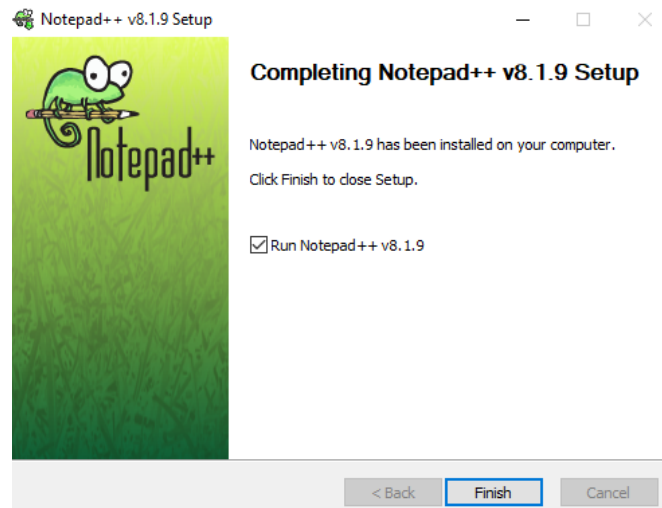 Notepad++ v8.1.9 Setup
Notepad++
Completing Notepad++ v8.1.9 Setup
Notepad++ v8.1.9 has been installed on your computer.
Click Finish to close Setup.
Run Notepad++ v8.1.9
< Back
Finish
Cancel